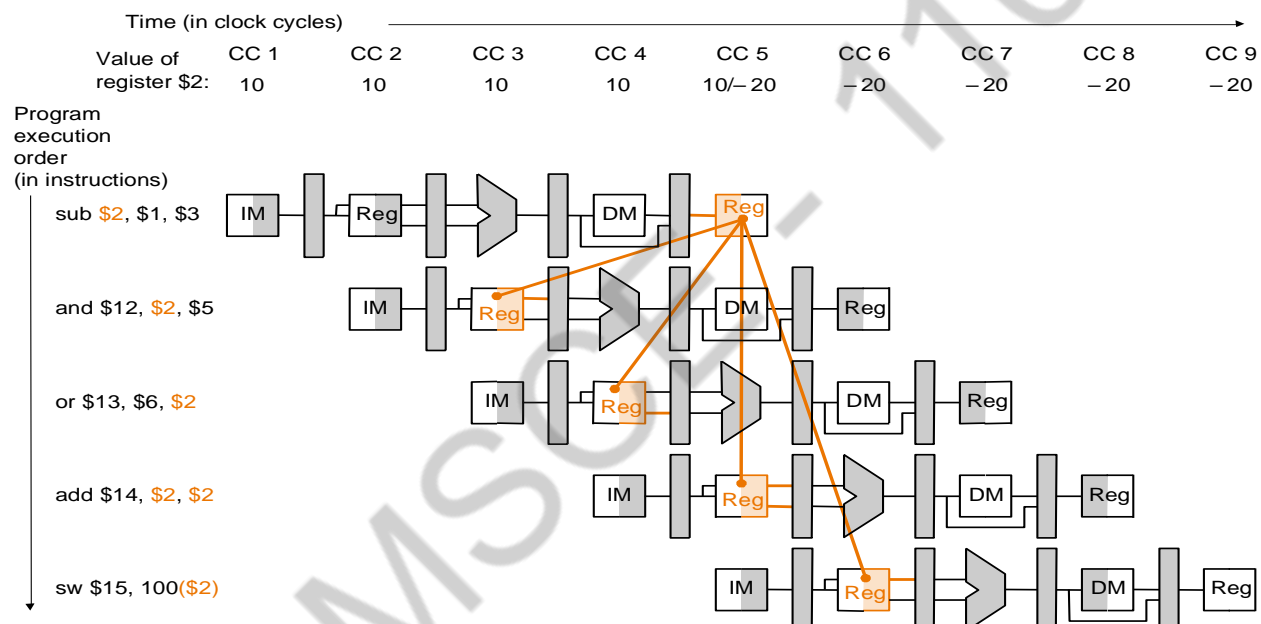 Time (in clock cycles)
CC 1 CC 2 CC 3 CC 4 CC 5 CC 6 CC 7 CC 8 CC 9
Value of
register $2: 10 10 10 10 10/–20 –20 –20 –20 –20
Program
execution
order
(in instructions)
sub $2, $1, $3 IM Reg DM Reg
and $12, $2, $5 IM Reg DM Reg
or $13, $6, $2 IM Reg DM Reg
add $14, $2, $2 IM Reg DM Reg
sw $15, 100($2) IM Reg DM Reg
MSCE - 110